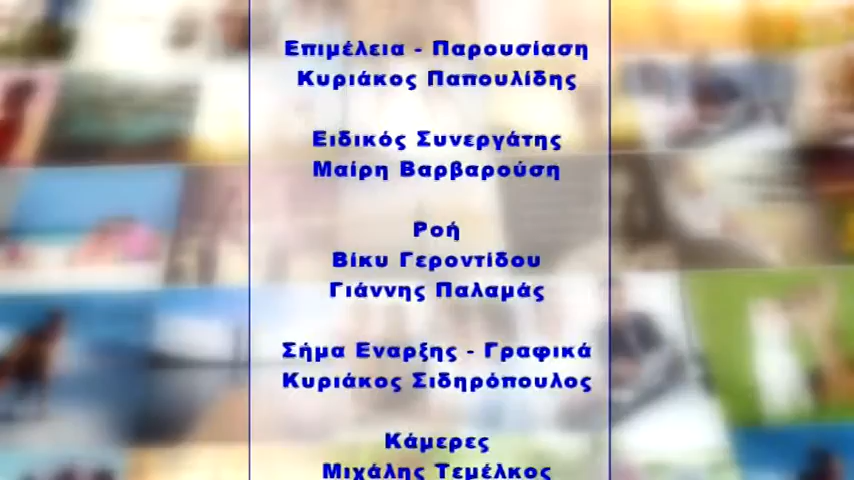 Επιμέλεια - Παρουσίαση
Κυριάκος Παπουλίδης
Ειδικός Συνεργάτης
Μαίρη Βαρβαρούση
Ροή
Βίκυ Γεροντίδου
Γιάννης Παλαμάς
Σήμα Εναρξης - Γραφικά
Κυριάκος Σιδηρόπουλος
Κάμερες
Μιχάλης Τεμέλκος